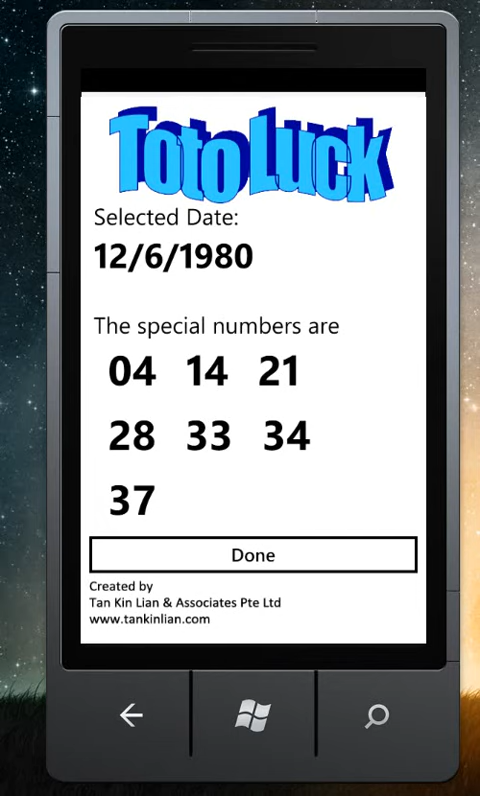 TotoLuck
Selected Date:
12/6/1980
The special numbers are
04 14 21
28 33 34
37
Done
Created by
Tan Kin Lian & Associates Pte Ltd
www.tankinlian.com